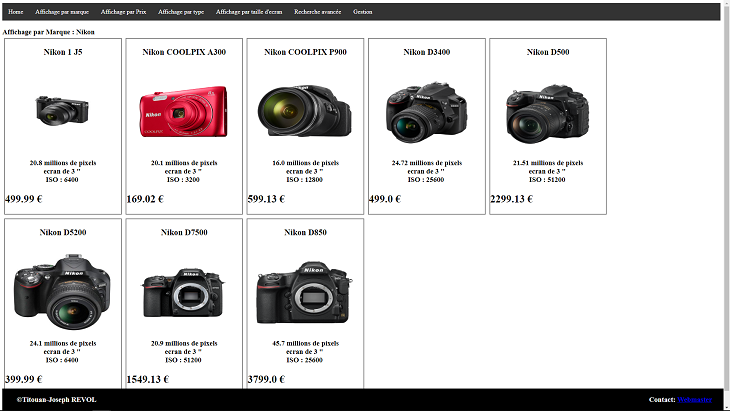 Home Affichage par marque Affichage par Prix Affichage par type Affichage par taille d'ecran Recherche avancée Gestion
Affichage par Marque : Nikon
Nikon 1 J5
20.8 millions de pixels
ecran de 3 "
ISO : 6400
499.99 €
Nikon COOLPIX A300
20.1 millions de pixels
ecran de 3 "
ISO : 3200
169.02 €
Nikon COOLPIX P900
16.0 millions de pixels
ecran de 3 "
ISO : 12800
599.13 €
Nikon D3400
24.72 millions de pixels
ecran de 3 "
ISO : 25600
499.0 €
Nikon D500
21.51 millions de pixels
ecran de 3 "
ISO : 51200
2299.13 €
Nikon D5200
24.1 millions de pixels
ecran de 3 "
ISO : 6400
399.99 €
Nikon D7500
20.9 millions de pixels
ecran de 3 "
ISO : 51200
1549.13 €
Nikon D850
45.7 millions de pixels
ecran de 3 "
ISO : 25600
3799.0 €
©Titouan-Joseph REVOL
Contact: